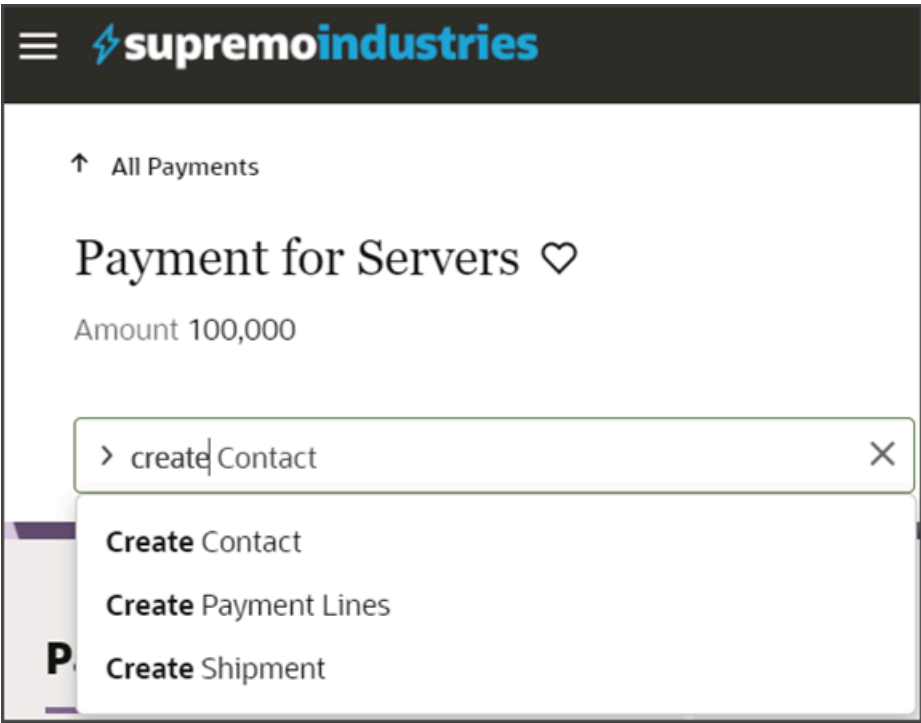 supremoindustries
All Payments
Payment for Servers
Amount 100,000
create Contact
Create Contact
Create Payment Lines
Create Shipment